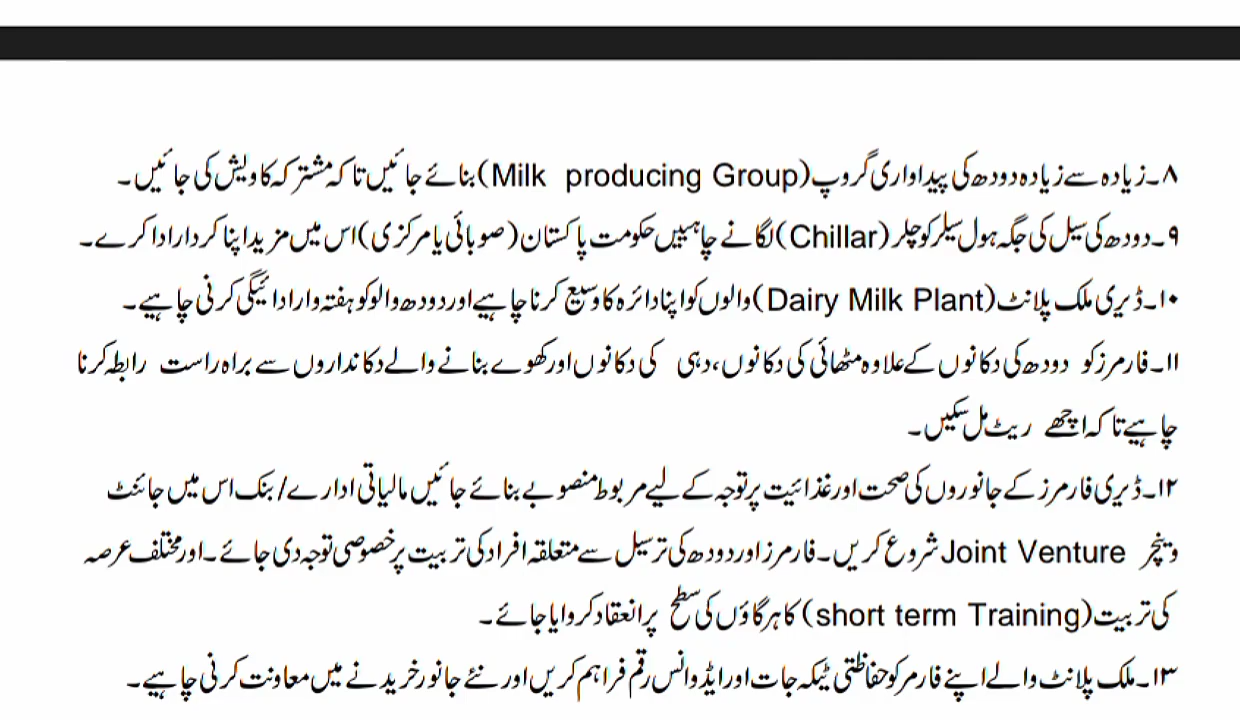 ۸۔زیادہ سے زیادہ دودھ کی پیداواری گروپ(Milk producing Group)بنائے جائیں تاکہ مشترکہ کاویش کی جائیں۔
۹۔دودھ کی سیل کی جگہ ہول سیلر کو چلر (Chillar)لگانے چاہییں حکومت پاکستان(صوبائی یا مرکزی)اس میں مزید اپنا کردار ادا کرے۔
۱۰۔ڈیری ملک پلانٹ(Dairy Milk Plant)والوں کو اپنا دائرہ کا وسیع کرنا چاہیے اور دودھ والو کو ہفتہ وار ادائیگی کرنی چاہیے۔
۱۱۔فارمرز کو دودھ کی دکانوں کے علاوہ مٹھائی کی دکانوں،دہی کی دکانوں اور کھوے بنانے والے دکانداروں سے براہ راست رابطہ کرنا
چاہیے تاکہ اچھے ریٹ مل سکیں۔
۱۲۔ڈیری فارمرز کے جانوروں کی صحت اور غذائیت پر توجہ کے لیے مربوط منصوبے بنائے جائیں مالیاتی ادارے/بنک اس میں جائنٹ
وینچر Joint Venture شروع کریں۔فارمرز اور دودھ کی ترسیل سے متعلقہ افراد کی تربیت پر خصوصی توجہ دی جائے۔اور مختلف عرصہ
کی تربیت(short term Training)کا ہر گاؤں کی سطح پر انعقاد کروایا جائے۔
۱۳۔ملک پلانٹ والے اپنے فارمر کو حفاظتی ٹیکہ جات اور ایڈوانس رقم فراہم کریں اور نئے جانور خریدنے میں معاونت کرنی چاہیے۔